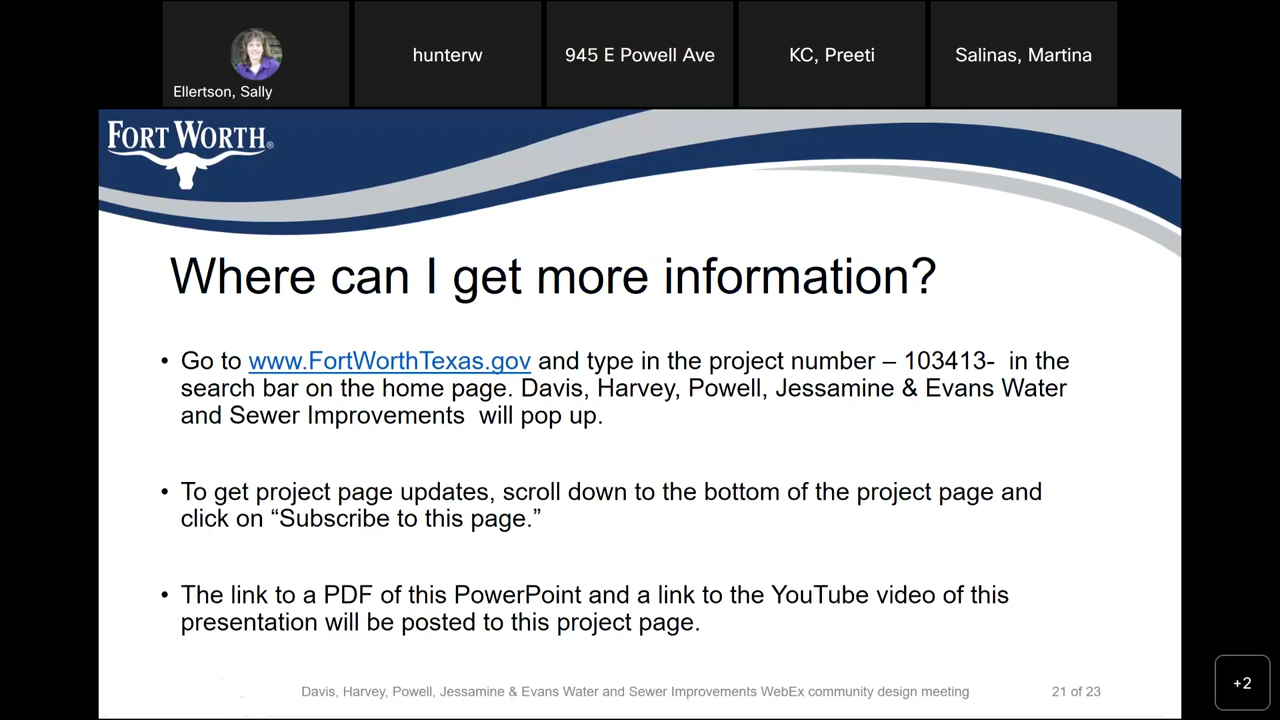 Ellertson, Sally
hunterw
945 E Powell Ave
KC, Preeti
Salinas, Martina
FORT WORTH®
Where can I get more information?
• Go to www.FortWorthTexas.gov and type in the project number – 103413- in the
search bar on the home page. Davis, Harvey, Powell, Jessamine & Evans Water
and Sewer Improvements will pop up.
• To get project page updates, scroll down to the bottom of the project page and
click on “Subscribe to this page.”
• The link to a PDF of this PowerPoint and a link to the YouTube video of this
presentation will be posted to this project page.
Davis, Harvey, Powell, Jessamine & Evans Water and Sewer Improvements WebEx community design meeting
21 of 23
+2